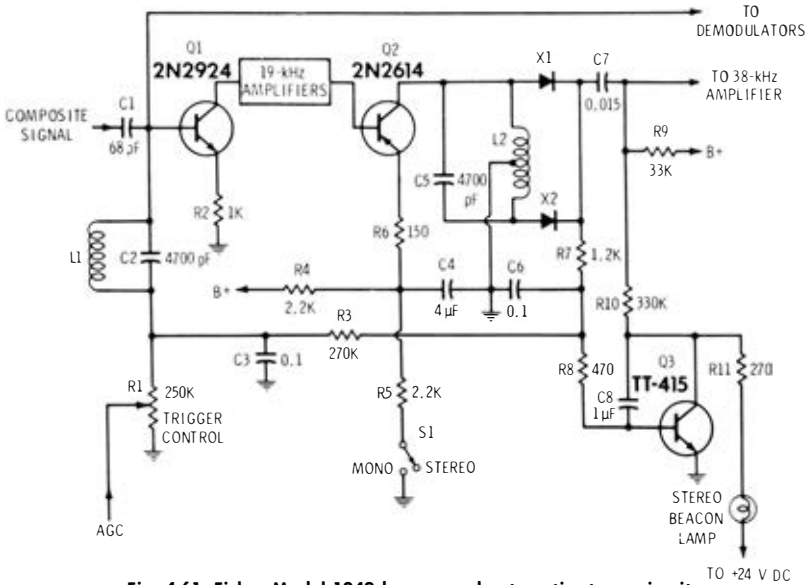 TO
DEMODULATORS
Q1
2N2924
19-kHz
AMPLIFIERS
Q2
2N2614
X1
C7
0.015
TO 38-kHz
AMPLIFIER
COMPOSITE
SIGNAL
C1
68 pF
R9
33K
B+
L2
C5
4700
pF
X2
R2
1K
L1
C2
4700 pF
R6
150
R7
1.2K
R4
2.2K
B+
C4
4 µF
C6
0.1
R10
330K
R3
270K
C3
0.1
R8
470
Q3
TT-415
R11
270
R1
250K
TRIGGER
CONTROL
R5
2.2K
C8
1 µF
S1
MONO
STEREO
AGC
STEREO
BEACON
LAMP
TO +24 V DC